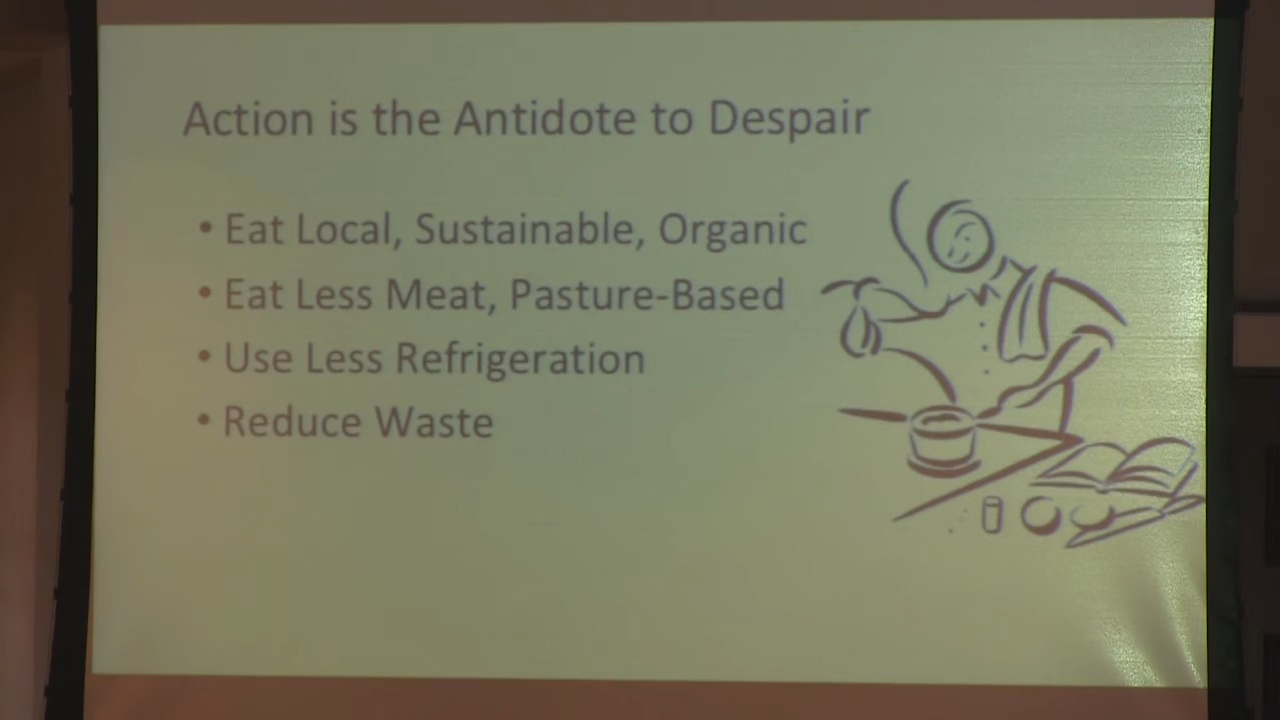 Action is the Antidote to Despair
• Eat Local, Sustainable, Organic
• Eat Less Meat, Pasture-Based
• Use Less Refrigeration
• Reduce Waste